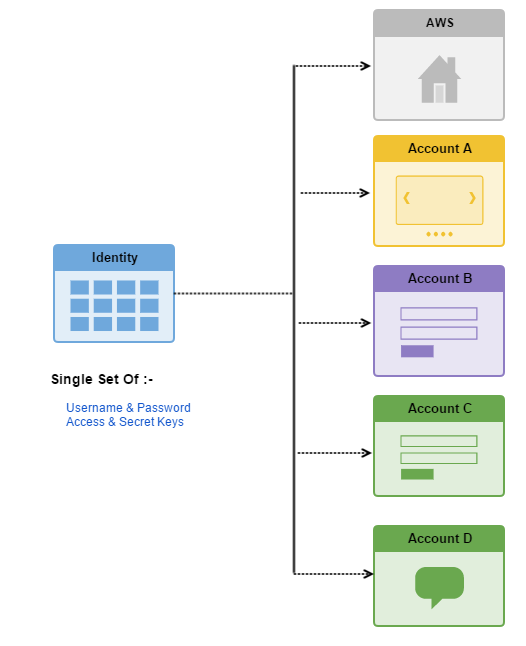 AWS
Account A
Identity
Account B
Single Set Of :-
Username & Password
Access & Secret Keys
Account C
Account D